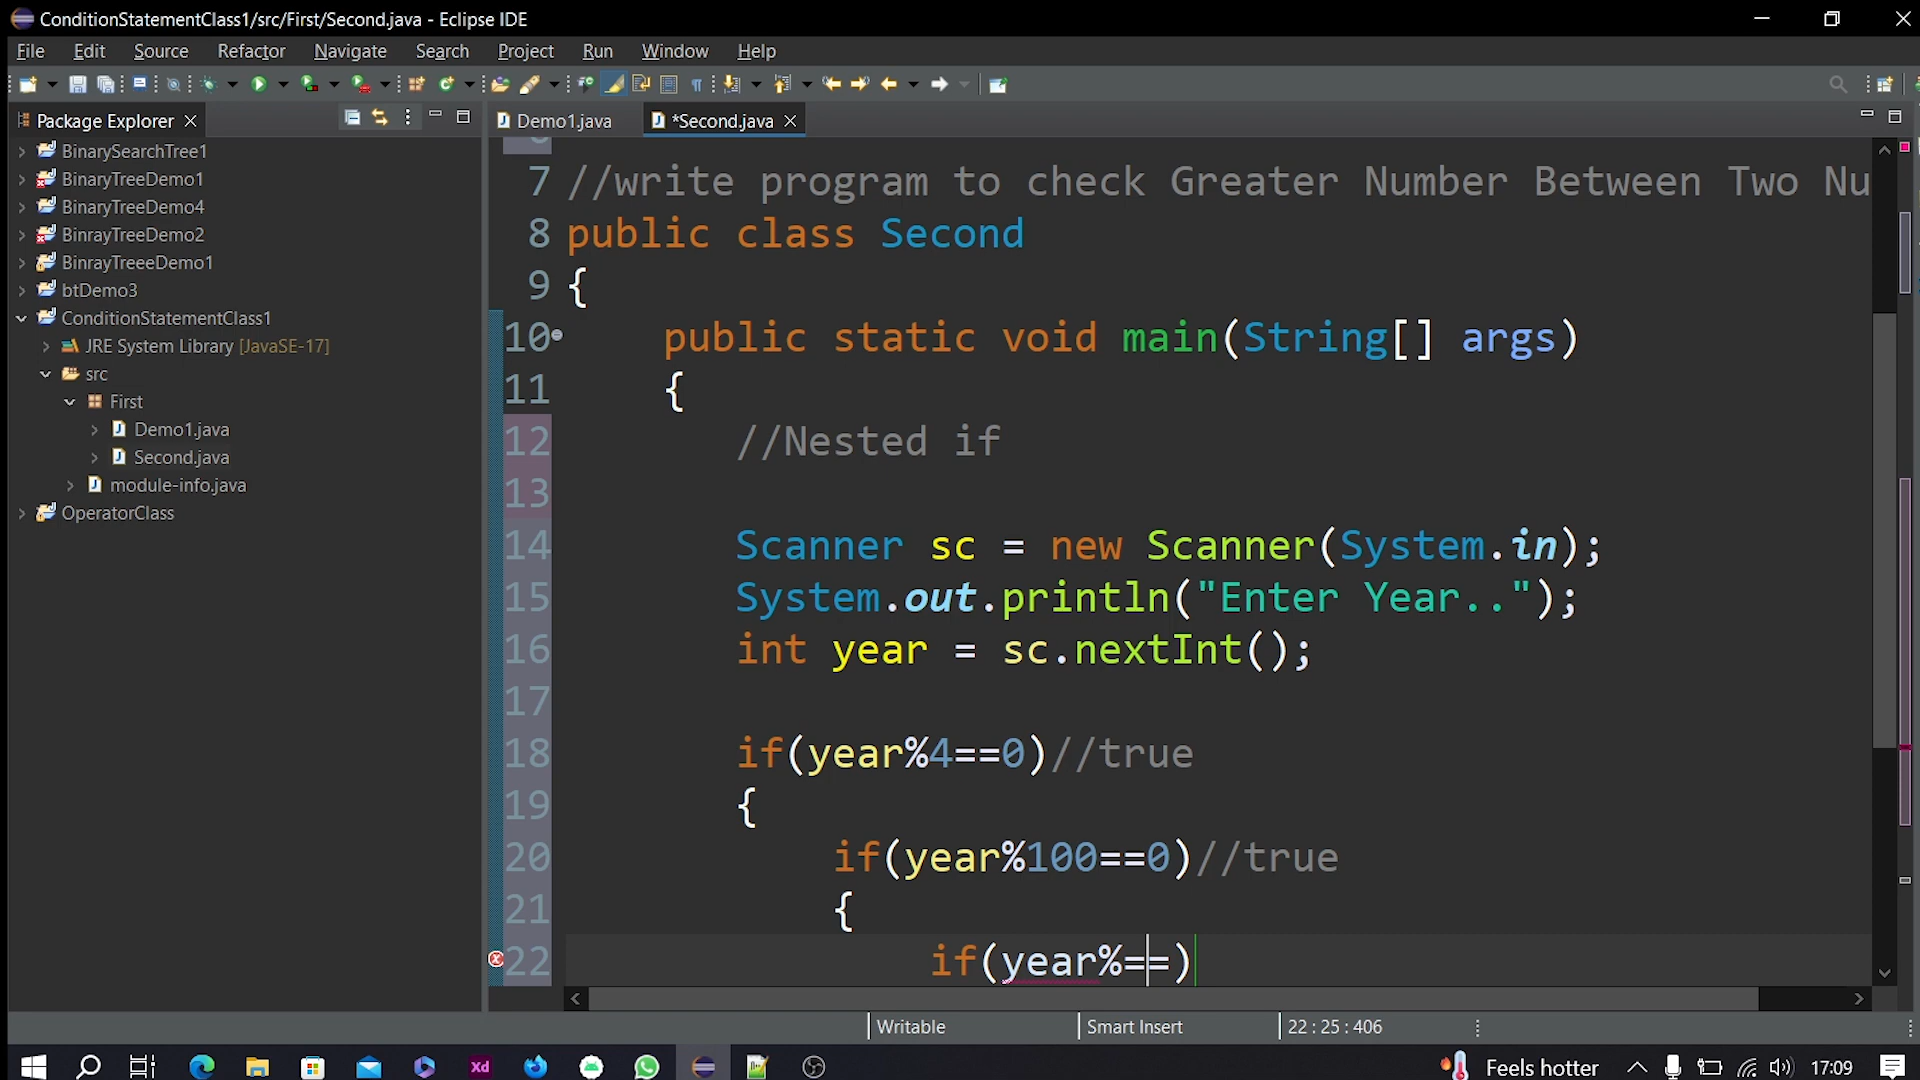 ConditionStatementClass1/src/First/Second.java - Eclipse IDE
File Edit Source Refactor Navigate Search Project Run Window Help
Package Explorer
Demo1.java
*Second.java
BinarySearchTree1
BinaryTreeDemo1
BinaryTreeDemo4
BinrayTreeDemo2
BinrayTreeeDemo1
btDemo3
ConditionStatementClass1
JRE System Library [JavaSE-17]
src
First
Demo1.java
Second.java
module-info.java
OperatorClass
7 //write program to check Greater Number Between Two Nu
8 public class Second
9 {
10 public static void main(String[] args)
11 {
12 //Nested if
13
14 Scanner sc = new Scanner(System.in);
15 System.out.println("Enter Year..");
16 int year = sc.nextInt();
17
18 if(year%4==0)//true
19 {
20 if(year%100==0)//true
21 {
22 if(year%==)
Writable
Smart Insert
22 : 25 : 406
Xd
Feels hotter
17:09